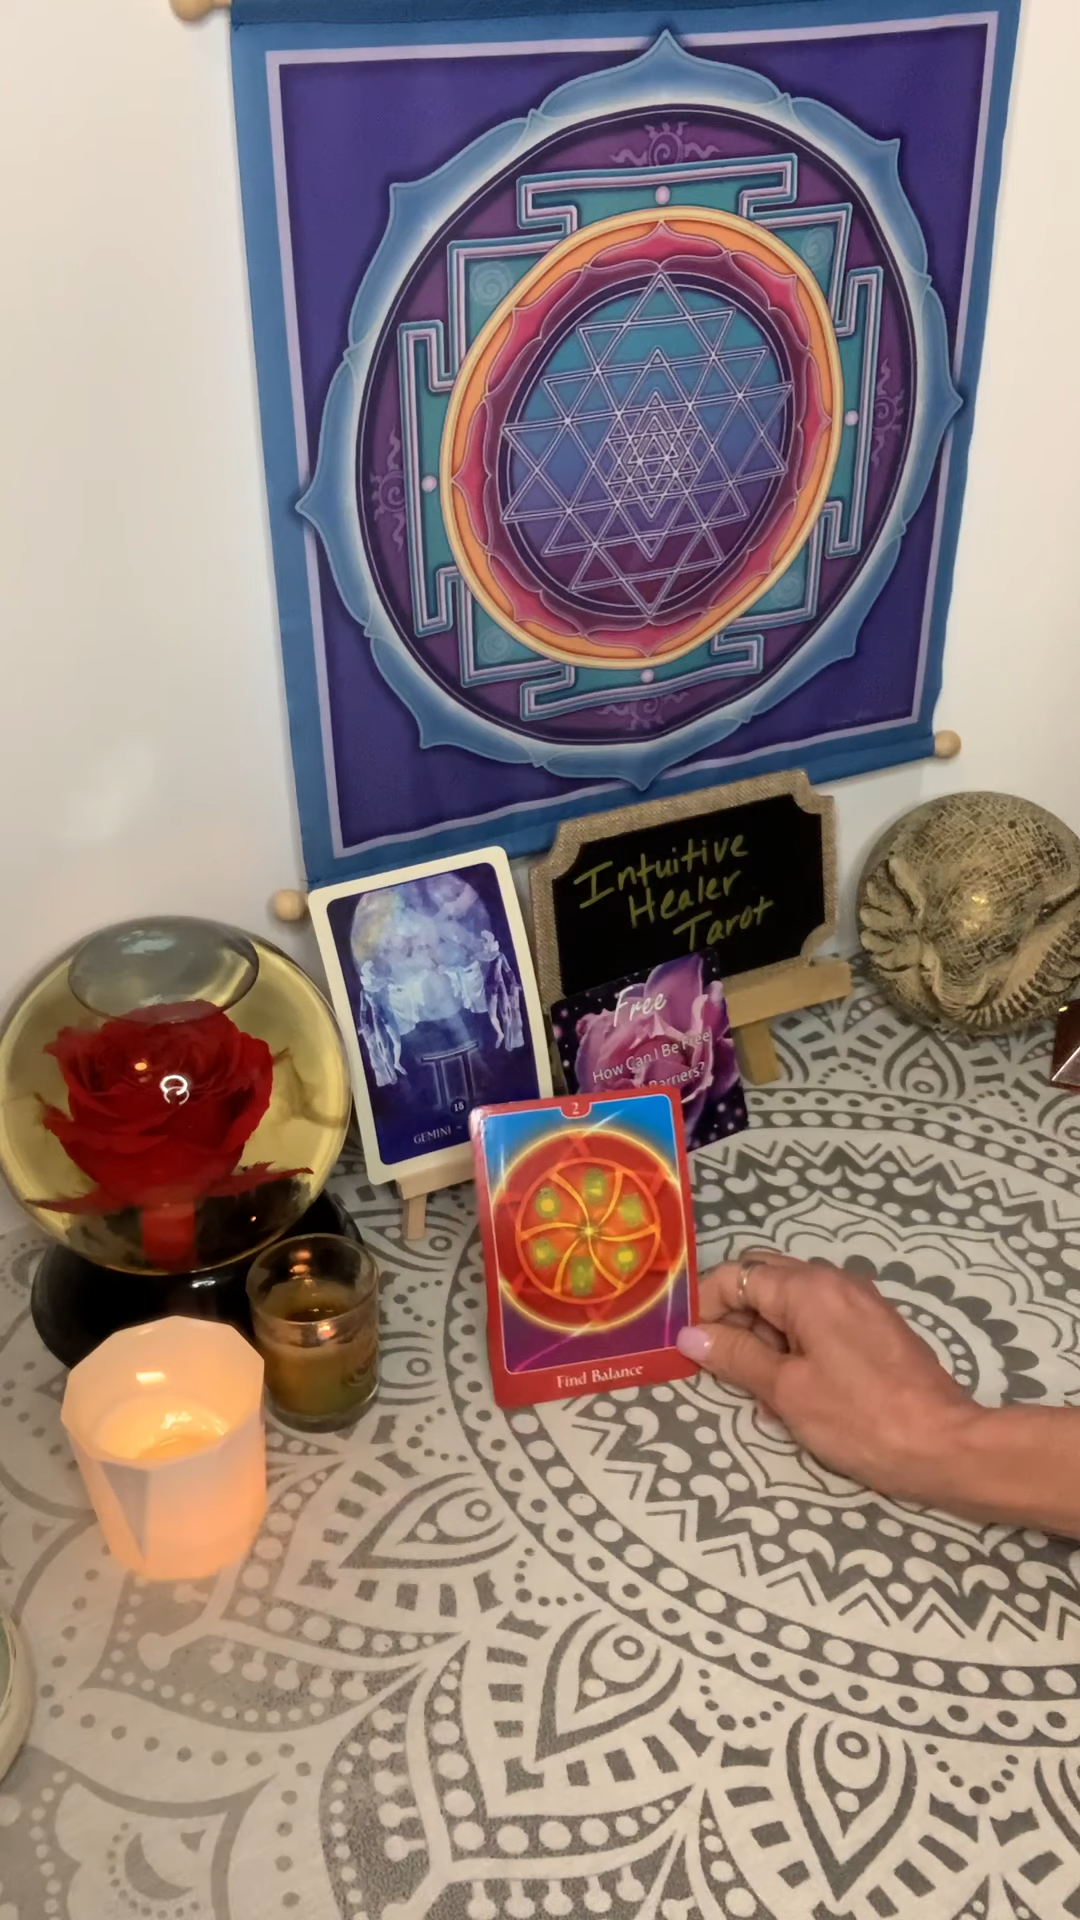 Intuitive
Healer
Tarot
Free
How Can I Be Free
Barriers?
18
GEMINI ~
2
Find Balance